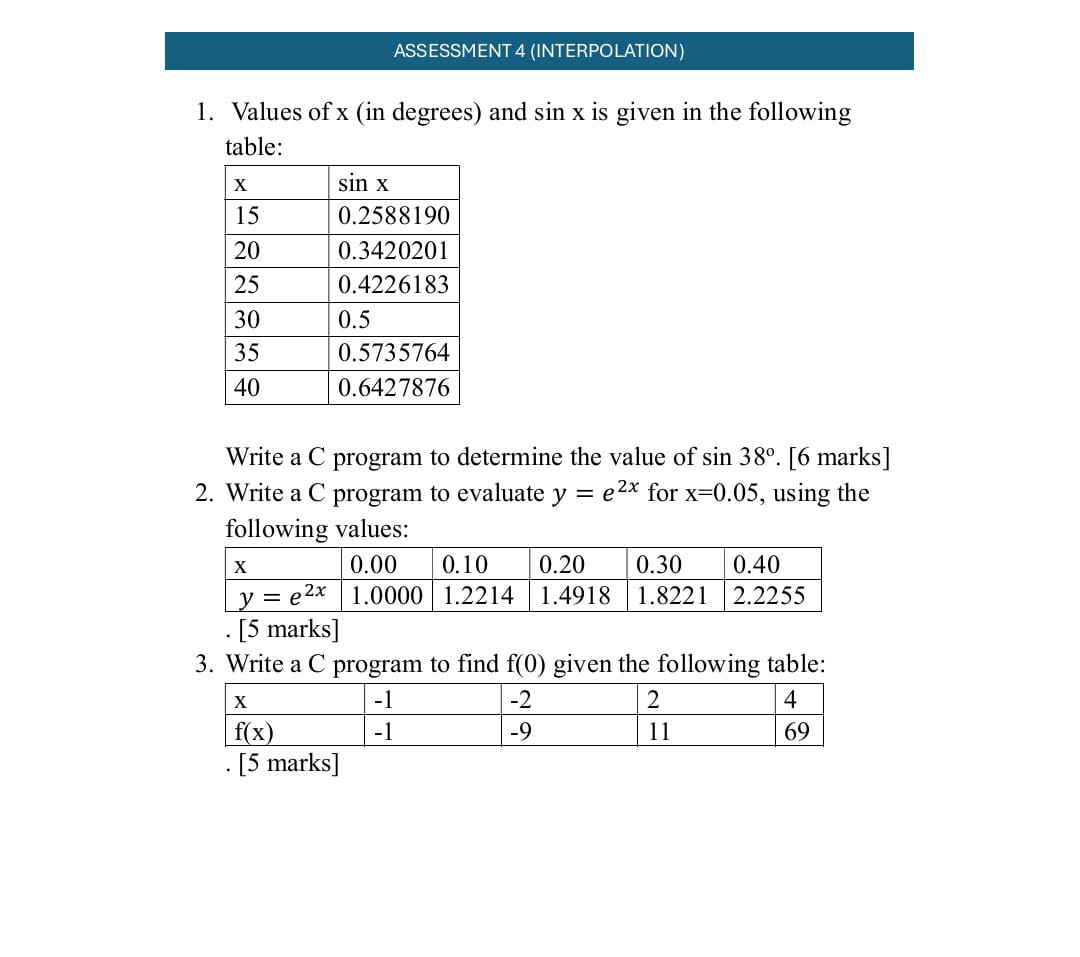 ASSESSMENT 4 (INTERPOLATION)
1. Values of x (in degrees) and sin x is given in the following
table:
x sin x
15 0.2588190
20 0.3420201
25 0.4226183
30 0.5
35 0.5735764
40 0.6427876
Write a C program to determine the value of sin 38º. [6 marks]
2. Write a C program to evaluate y = e²ˣ for x=0.05, using the
following values:
x 0.00 0.10 0.20 0.30 0.40
y = e²ˣ 1.0000 1.2214 1.4918 1.8221 2.2255
. [5 marks]
3. Write a C program to find f(0) given the following table:
x -1 -2 2 4
f(x) -1 -9 11 69
. [5 marks]